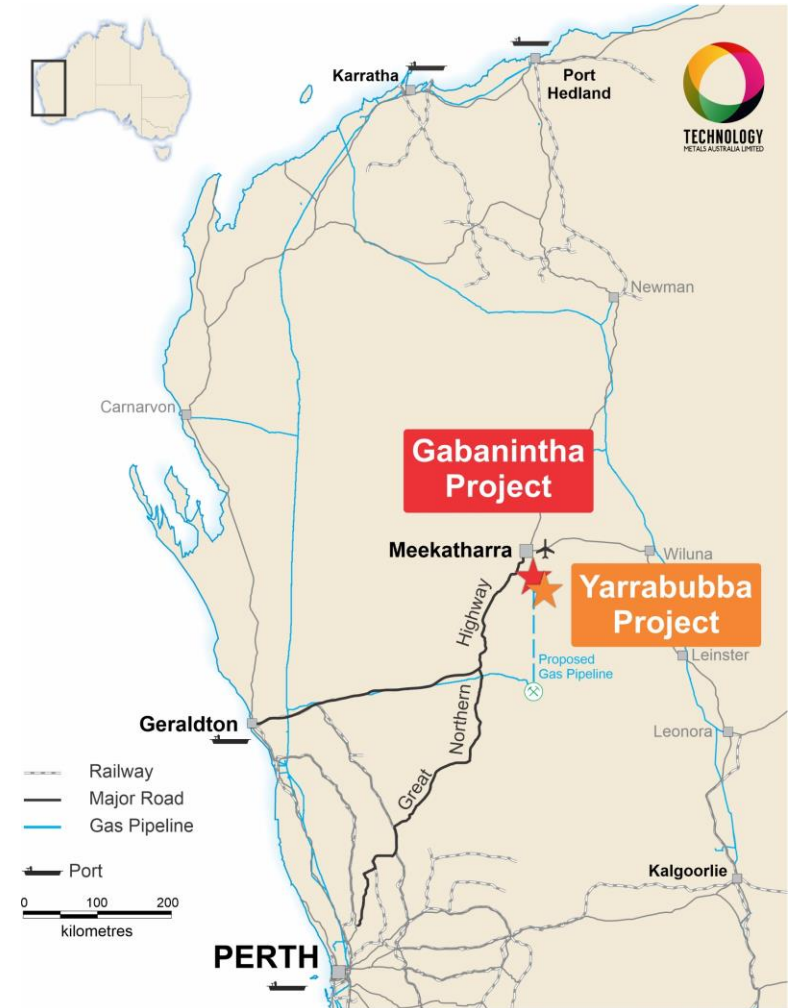 Karratha
Port
Hedland
TECHNOLOGY
METALS AUSTRALIA LIMITED
Newman
Carnarvon
Gabanintha
Project
Meekatharra
Wiluna
Yarrabubba
Project
Highway
Proposed
Gas Pipeline
Leinster
Northern
Geraldton
Leonora
Great
Railway
Major Road
Gas Pipeline
Port
Kalgoorlie
0 100 200
kilometres
PERTH